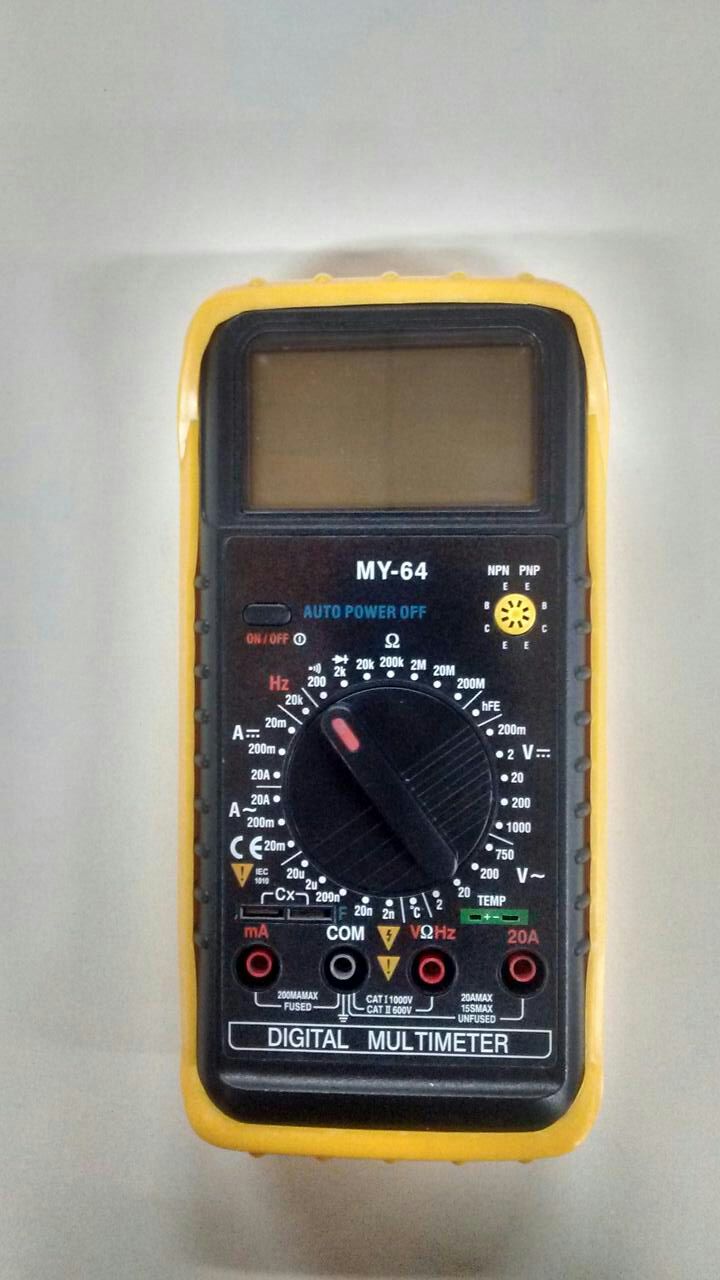 MY-64
NPN PNP
E E
B B
C C
E E
AUTO POWER OFF
ON/OFF
Ω
200 2k 20k 200k 2M 20M 200M
hFE
Hz
20k
A⎓
20m
200m
20A
A~
20A
200m
20m
V⎓
200m
2
20
200
1000
V~
750
200
20
2
°C
CE
IEC
1010
Cx
20u
2u
200n
20n
2n
F
TEMP
+ -
mA COM VΩHz 20A
200MAMAX
FUSED
CAT I 1000V
CAT II 600V
20AMAX
15SMAX
UNFUSED
DIGITAL MULTIMETER